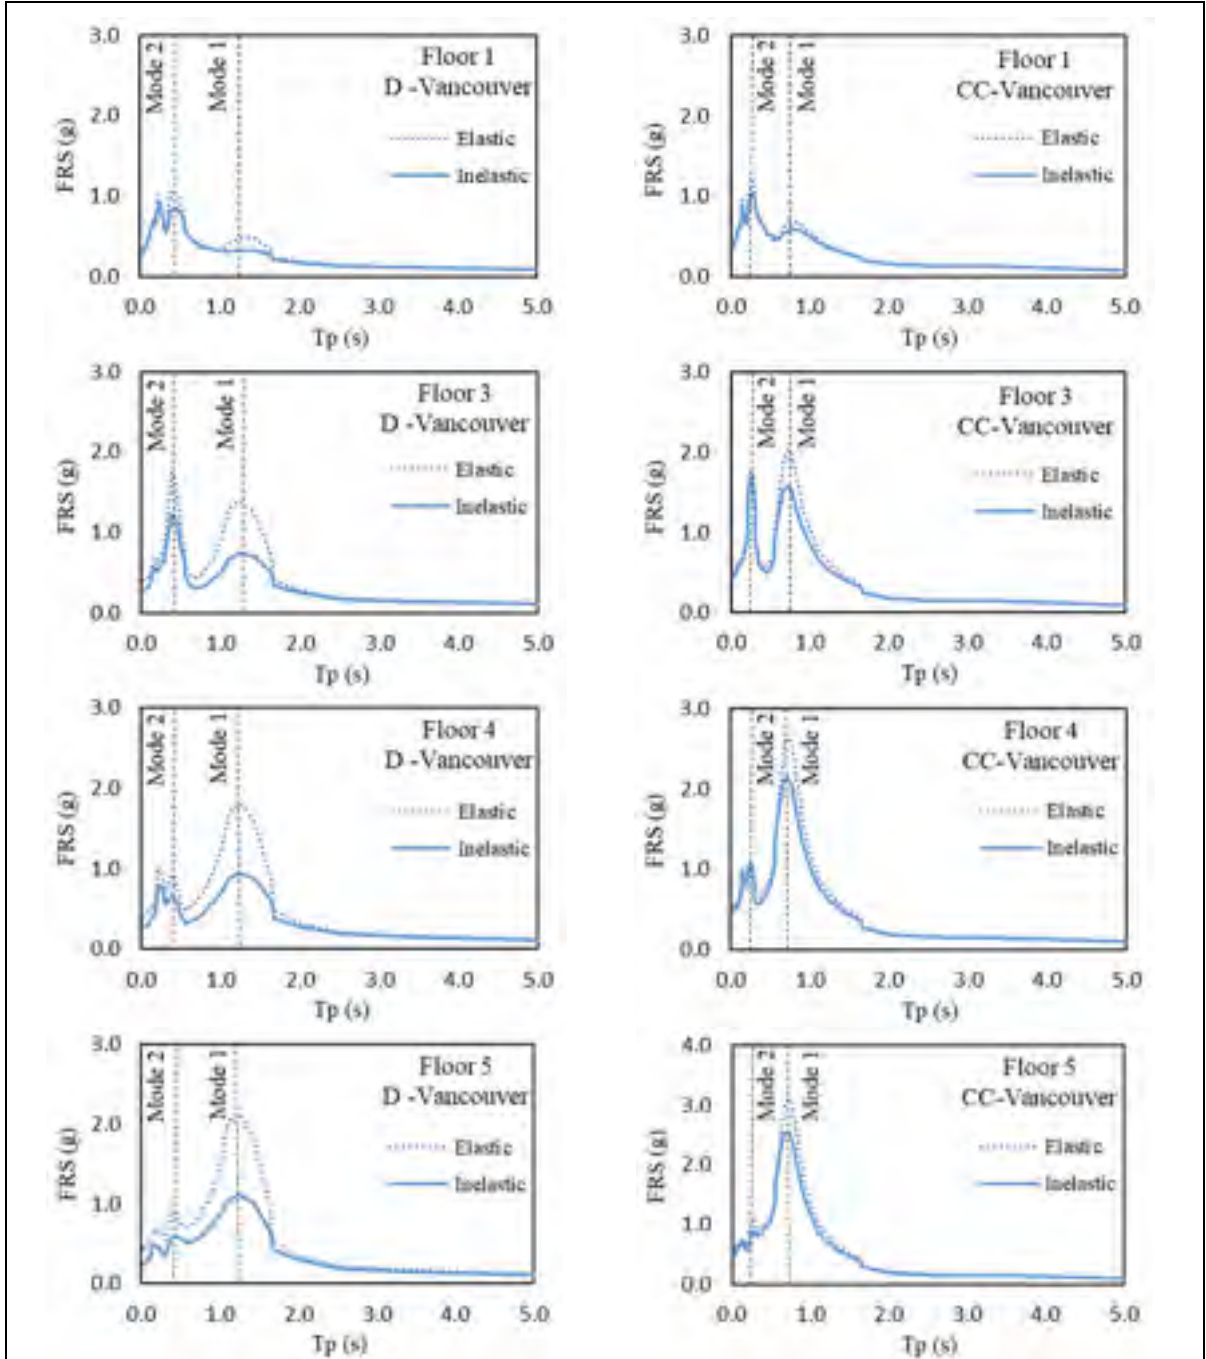 3.0
2.0
1.0
0.0
FRS (g)
Mode 2
Mode 1
Floor 1
D -Vancouver
Elastic
Inelastic
0.0 1.0 2.0 3.0 4.0 5.0
Tp (s)
3.0
2.0
1.0
0.0
FRS (g)
Mode 2
Mode 1
Floor 1
CC-Vancouver
Elastic
Inelastic
0.0 1.0 2.0 3.0 4.0 5.0
Tp (s)
3.0
2.0
1.0
0.0
FRS (g)
Mode 2
Mode 1
Floor 3
D -Vancouver
Elastic
Inelastic
0.0 1.0 2.0 3.0 4.0 5.0
Tp (s)
3.0
2.0
1.0
0.0
FRS (g)
Mode 2
Mode 1
Floor 3
CC-Vancouver
Elastic
Inelastic
0.0 1.0 2.0 3.0 4.0 5.0
Tp (s)
3.0
2.0
1.0
0.0
FRS (g)
Mode 2
Mode 1
Floor 4
D -Vancouver
Elastic
Inelastic
0.0 1.0 2.0 3.0 4.0 5.0
Tp (s)
3.0
2.0
1.0
0.0
FRS (g)
Mode 2
Mode 1
Floor 4
CC-Vancouver
Elastic
Inelastic
0.0 1.0 2.0 3.0 4.0 5.0
Tp (s)
3.0
2.0
1.0
0.0
FRS (g)
Mode 2
Mode 1
Floor 5
D -Vancouver
Elastic
Inelastic
0.0 1.0 2.0 3.0 4.0 5.0
Tp (s)
4.0
3.0
2.0
1.0
0.0
FRS (g)
Mode 2
Mode 1
Floor 5
CC-Vancouver
Elastic
Inelastic
0.0 1.0 2.0 3.0 4.0 5.0
Tp (s)